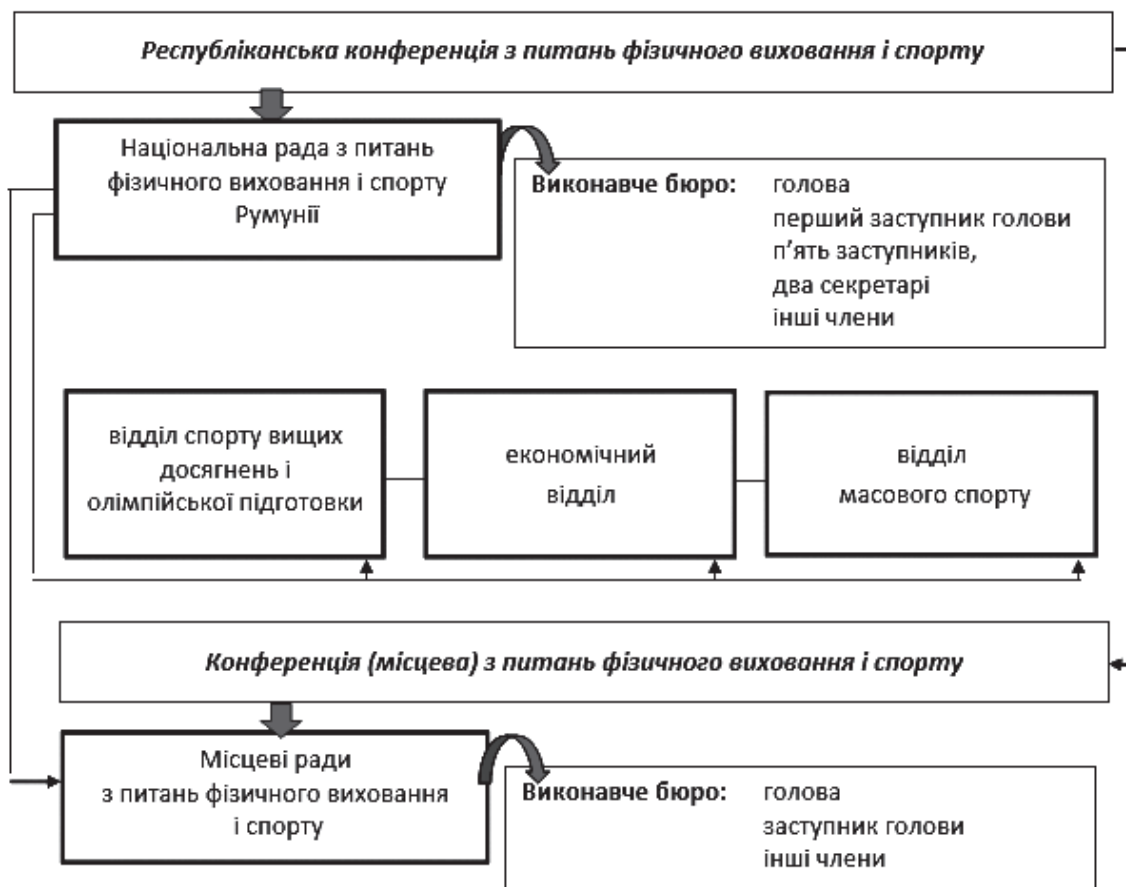 Республіканська конференція з питань фізичного виховання і спорту
Національна рада з питань
фізичного виховання і спорту
Румунії
Виконавче бюро: голова
перший заступник голови
п’ять заступників,
два секретарі
інші члени
відділ спорту вищих
досягнень і
олімпійської підготовки
економічний
відділ
відділ
масового спорту
Конференція (місцева) з питань фізичного виховання і спорту
Місцеві ради
з питань фізичного виховання
і спорту
Виконавче бюро: голова
заступник голови
інші члени